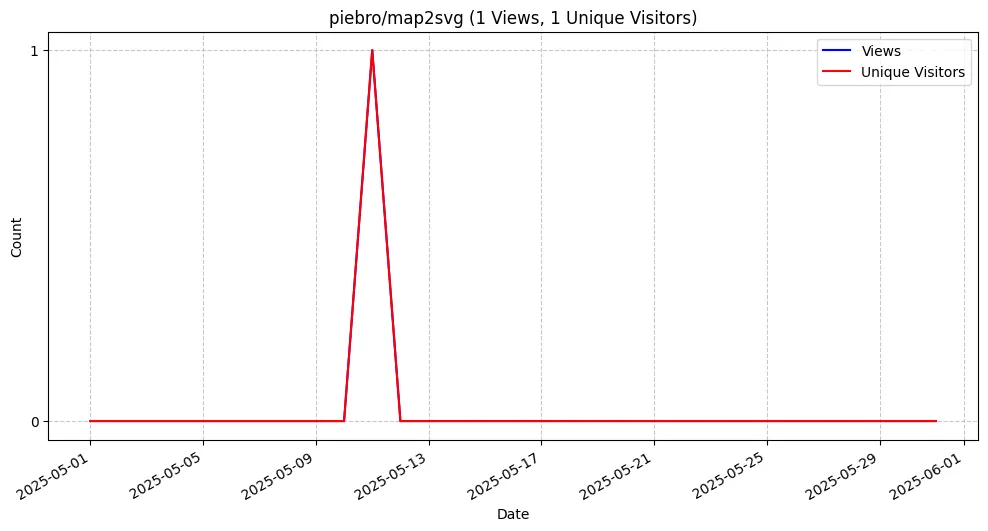 piebro/map2svg (1 Views, 1 Unique Visitors)
Views
Unique Visitors
Count
1
0
2025-05-01
2025-05-05
2025-05-09
2025-05-13
2025-05-17
2025-05-21
2025-05-25
2025-05-29
2025-06-01
Date